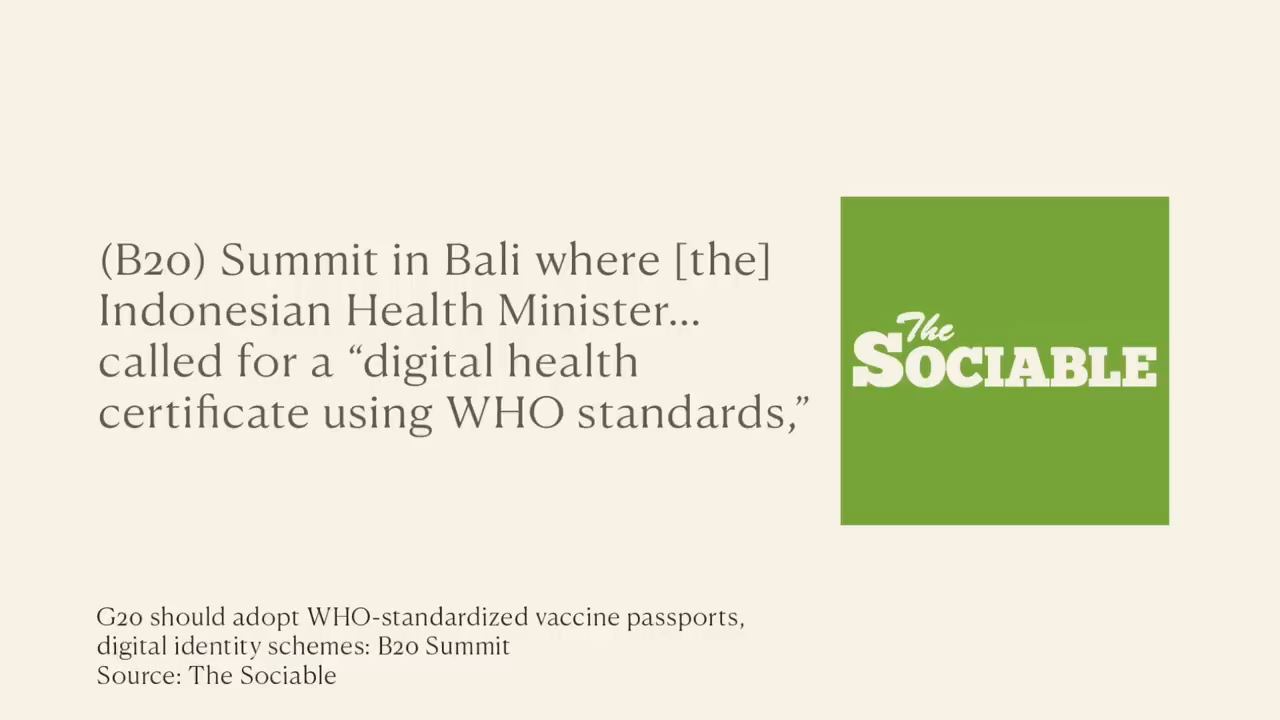 (B20) Summit in Bali where [the]
Indonesian Health Minister...
called for a “digital health
certificate using WHO standards,”
The
SOCIABLE
G20 should adopt WHO-standardized vaccine passports,
digital identity schemes: B20 Summit
Source: The Sociable